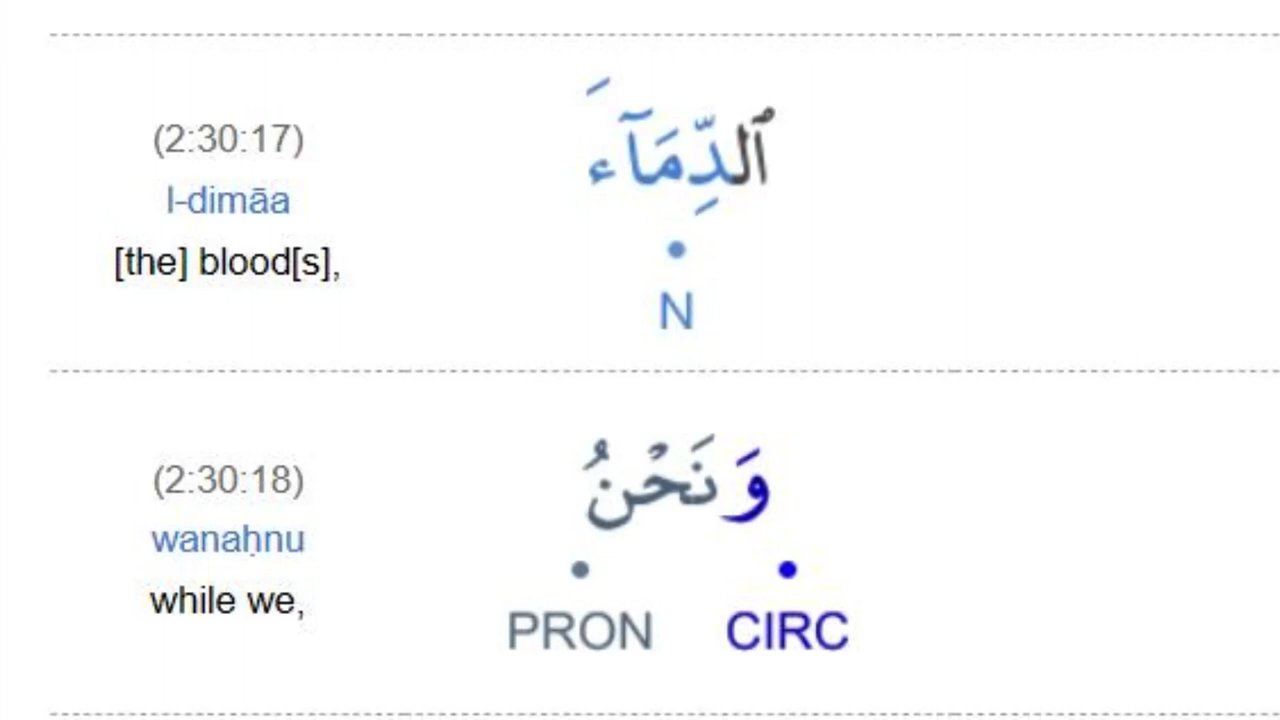 (2:30:17)
l-dimāa
[the] blood[s],
ٱلدِّمَآءَ
N
(2:30:18)
wanaḥnu
while we,
وَنَحْنُ
PRON CIRC